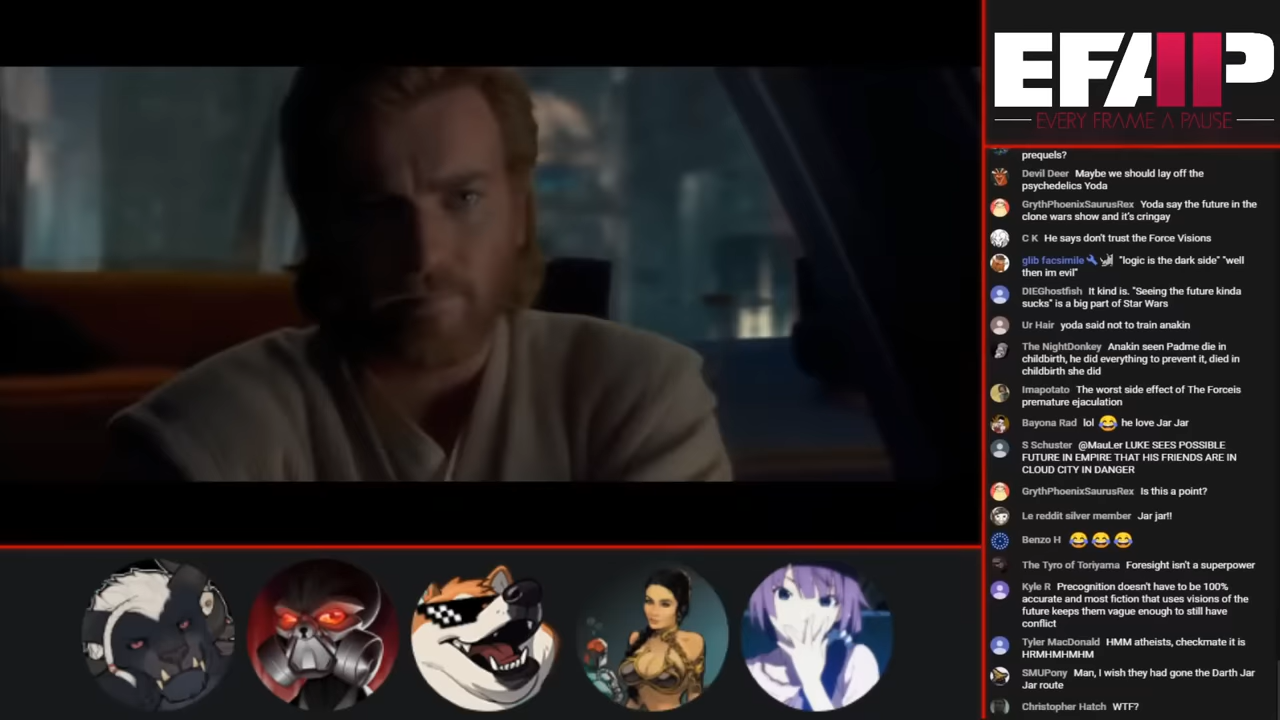 EFAP
EVERY FRAME A PAUSE
prequels?
Devil Deer Maybe we should lay off the
psychedelics Yoda
GrythPhoenixSaurusRex Yoda say the future in the
clone wars show and it's cringay
C K He says don't trust the Force Visions
glib facsimile "logic is the dark side" "well
then im evil"
DIEGhostfish It kind is. "Seeing the future kinda
sucks" is a big part of Star Wars
Ur Hair yoda said not to train anakin
The NightDonkey Anakin seen Padme die in
childbirth, he did everything to prevent it, died in
childbirth she did
Imapotato The worst side effect of The Forceis
premature ejaculation
Bayona Rad lol 😂 he love Jar Jar
S Schuster @MauLer LUKE SEES POSSIBLE
FUTURE IN EMPIRE THAT HIS FRIENDS ARE IN
CLOUD CITY IN DANGER
GrythPhoenixSaurusRex Is this a point?
Le reddit silver member Jar jar!!
Benzo H 😂 😂 😂
The Tyro of Toriyama Foresight isn't a superpower
Kyle R Precognition doesn't have to be 100%
accurate and most fiction that uses visions of the
future keeps them vague enough to still have
conflict
Tyler MacDonald HMM atheists, checkmate it is
HRMHMHMHM
SMUPony Man, I wish they had gone the Darth Jar
Jar route
Christopher Hatch WTF?